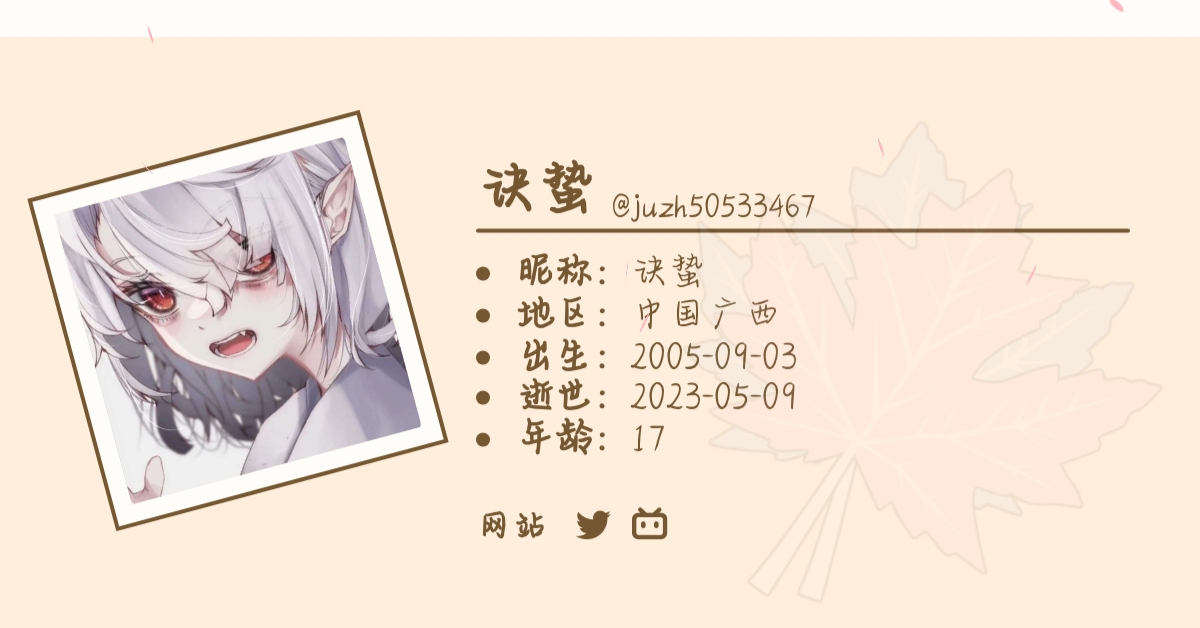 诀蛰 @juzh50533467
昵称： 诀蛰
地区： 中国广西
出生： 2005-09-03
逝世： 2023-05-09
年龄： 17
网站